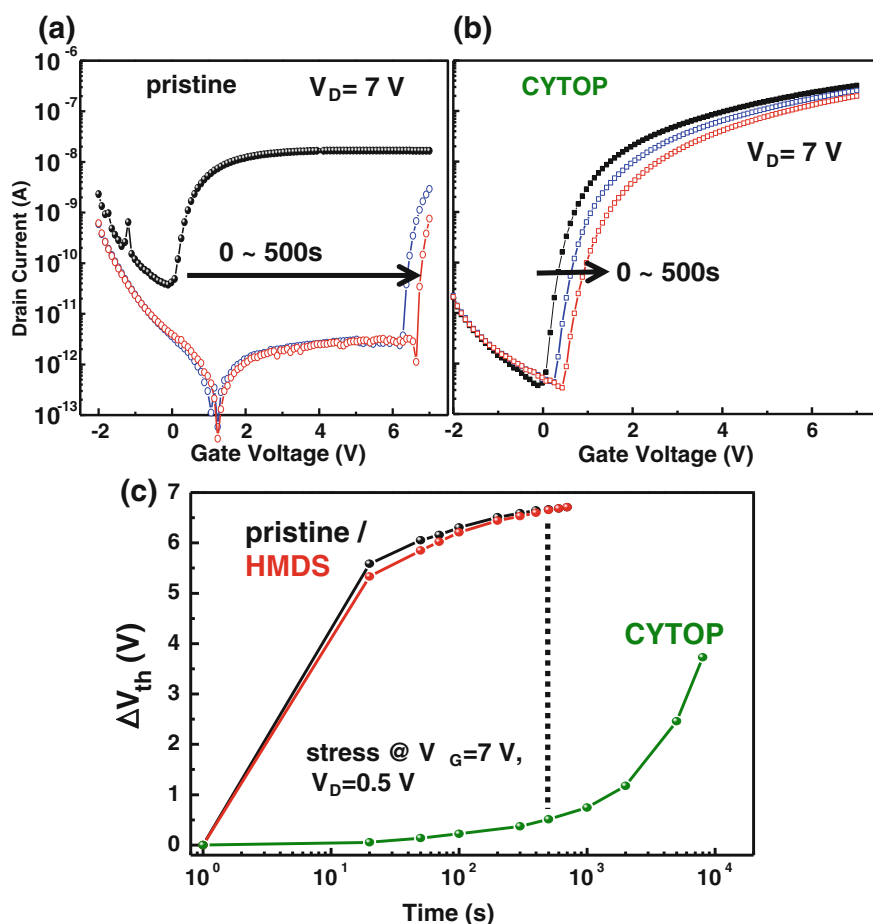 (a)
pristine
V_D= 7 V
0 ~ 500s
Drain Current (A)
10^-6
10^-7
10^-8
10^-9
10^-10
10^-11
10^-12
10^-13
-2 0 2 4 6
Gate Voltage (V)
(b)
CYTOP
V_D= 7 V
0 ~ 500s
-2 0 2 4 6
Gate Voltage (V)
(c)
pristine /
HMDS
CYTOP
stress @ V_G=7 V,
V_D=0.5 V
ΔV_th (V)
7
6
5
4
3
2
1
0
10^0 10^1 10^2 10^3 10^4
Time (s)